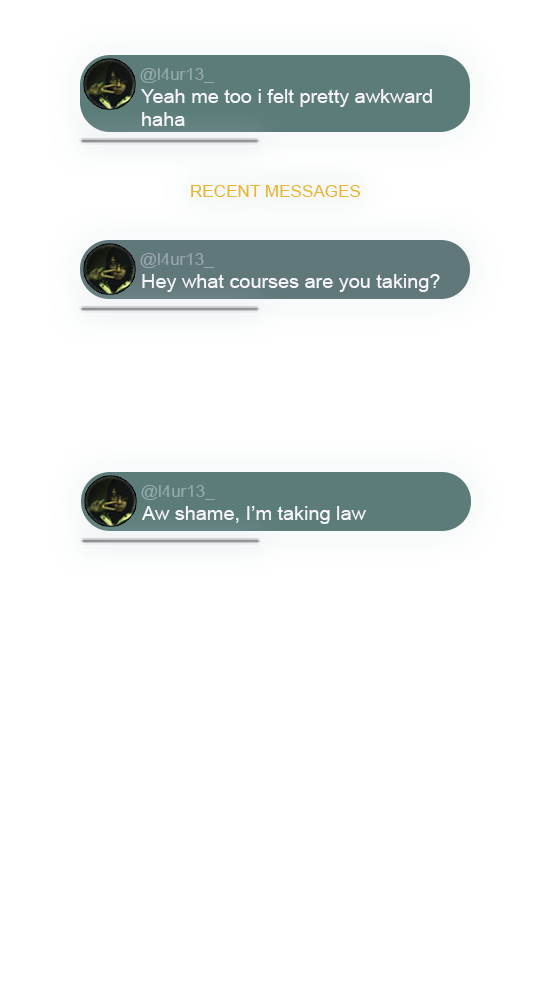 @l4ur13_
Yeah me too i felt pretty awkward
haha
RECENT MESSAGES
@l4ur13_
Hey what courses are you taking?
@l4ur13_
Aw shame, I’m taking law